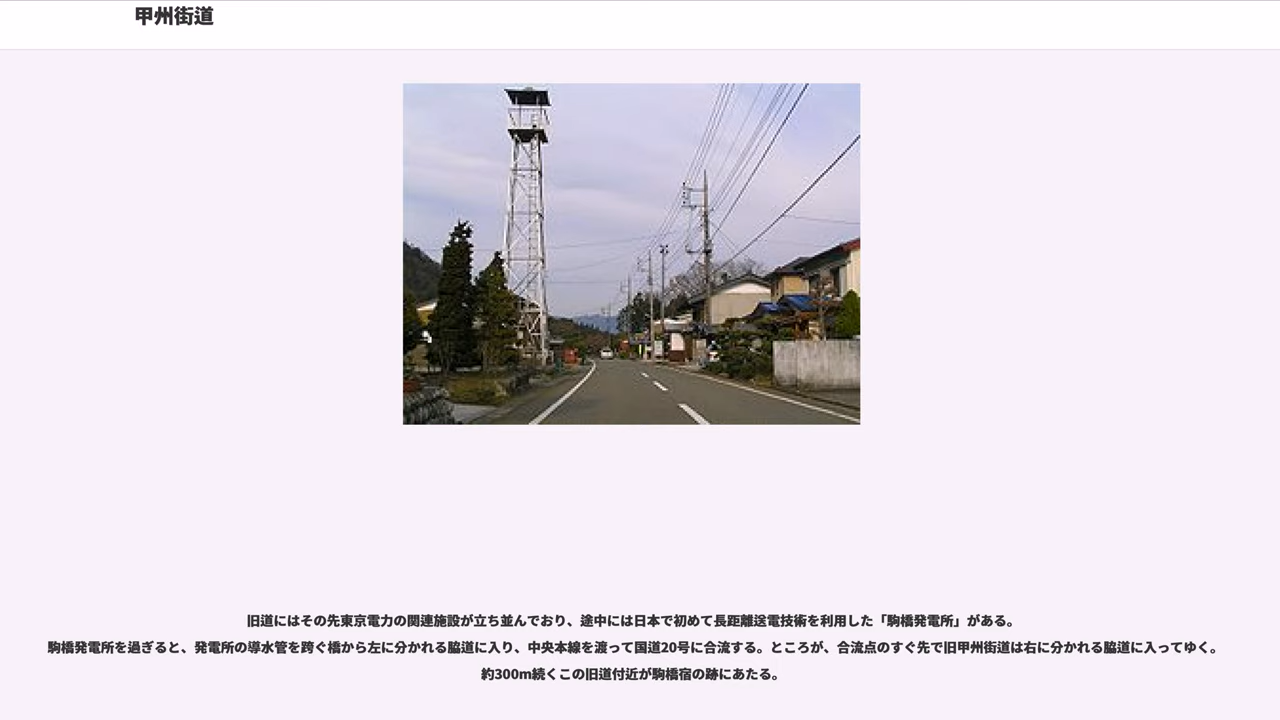 甲州街道
旧道にはその先東京電力の関連施設が立ち並んでおり、途中には日本で初めて長距離送電技術を利用した「駒橋発電所」がある。
駒橋発電所を過ぎると、発電所の導水管を跨ぐ橋から左に分かれる脇道に入り、中央本線を渡って国道20号に合流する。ところが、合流点のすぐ先で旧甲州街道は右に分かれる脇道に入ってゆく。
約300m続くこの旧道付近が駒橋宿の跡にあたる。